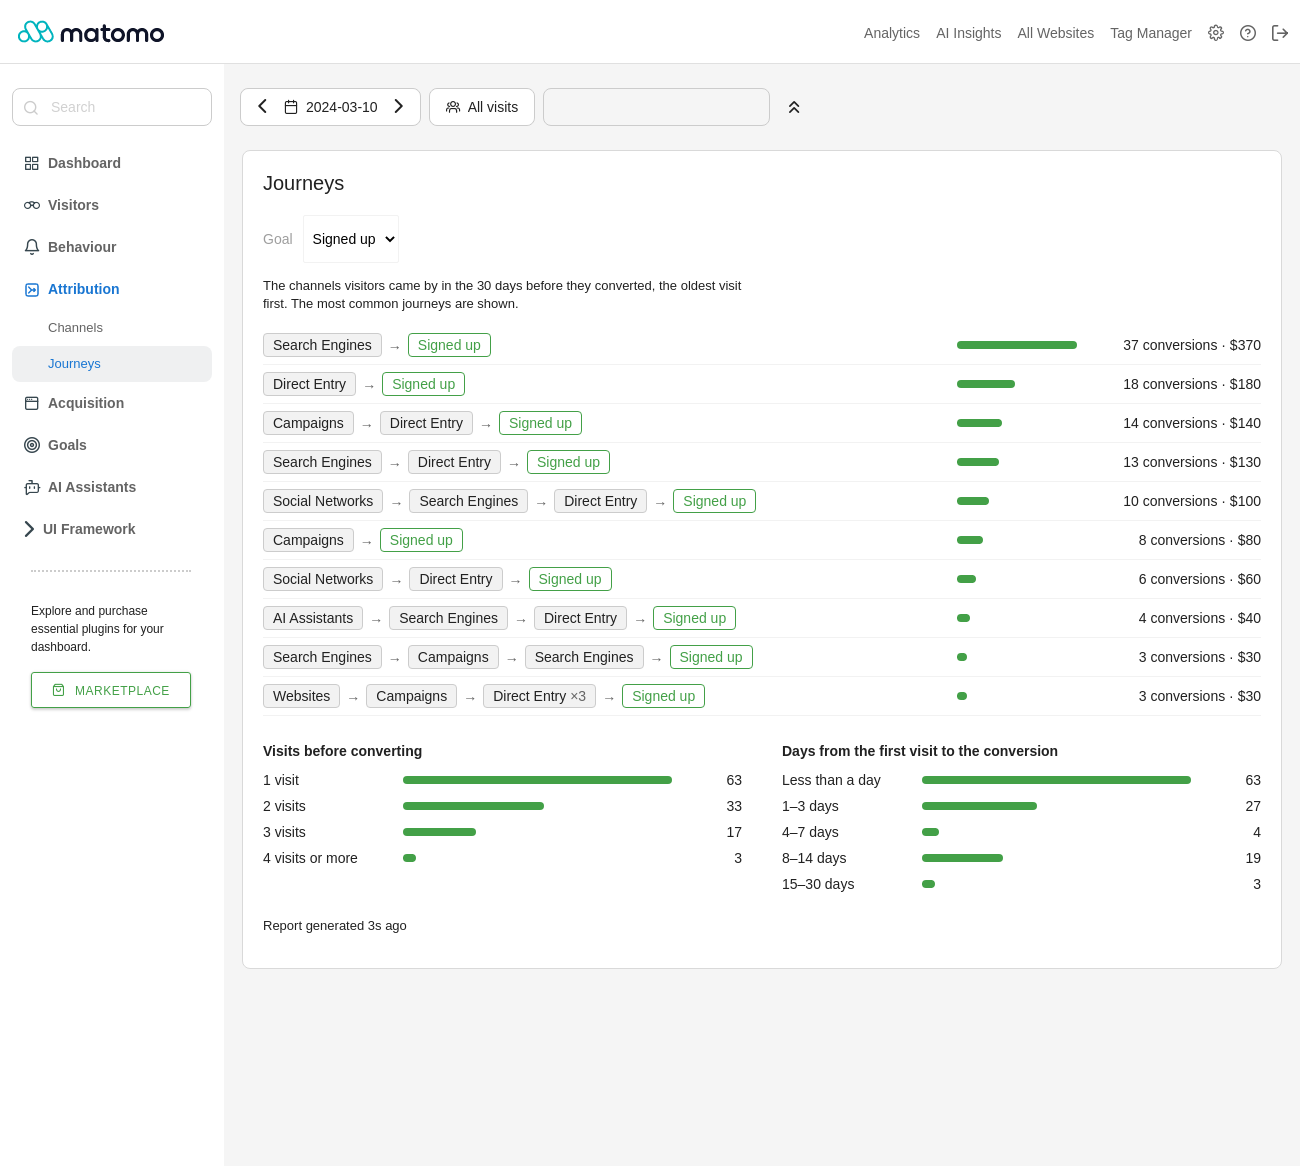 matomo
Analytics AI Insights All Websites Tag Manager
Search
2024-03-10 All visits
Dashboard
Visitors
Behaviour
Attribution
Channels
Journeys
Acquisition
Goals
AI Assistants
UI Framework
Explore and purchase
essential plugins for your
dashboard.
MARKETPLACE
Journeys
Goal Signed up
The channels visitors came by in the 30 days before they converted, the oldest visit
first. The most common journeys are shown.
Search Engines → Signed up 37 conversions · $370
Direct Entry → Signed up 18 conversions · $180
Campaigns → Direct Entry → Signed up 14 conversions · $140
Search Engines → Direct Entry → Signed up 13 conversions · $130
Social Networks → Search Engines → Direct Entry → Signed up 10 conversions · $100
Campaigns → Signed up 8 conversions · $80
Social Networks → Direct Entry → Signed up 6 conversions · $60
AI Assistants → Search Engines → Direct Entry → Signed up 4 conversions · $40
Search Engines → Campaigns → Search Engines → Signed up 3 conversions · $30
Websites → Campaigns → Direct Entry ×3 → Signed up 3 conversions · $30
Visits before converting
1 visit 63
2 visits 33
3 visits 17
4 visits or more 3
Days from the first visit to the conversion
Less than a day 63
1–3 days 27
4–7 days 4
8–14 days 19
15–30 days 3
Report generated 3s ago